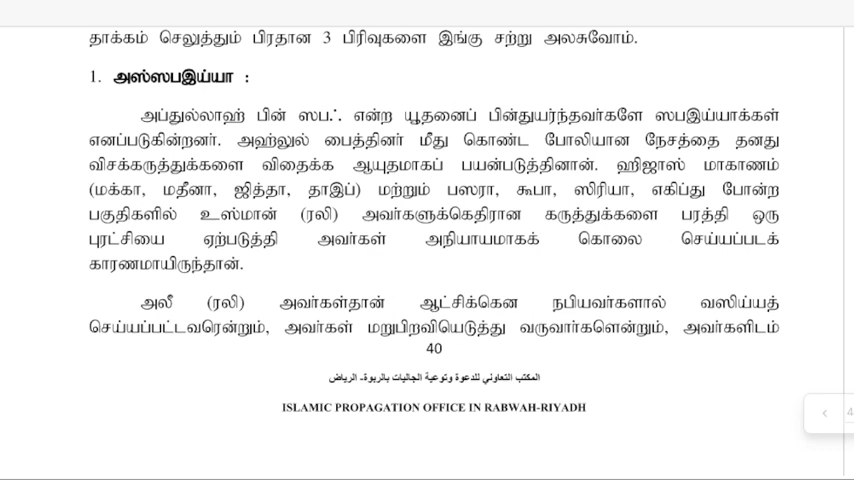 தாக்கம் செலுத்தும் பிரதான 3 பிரிவுகளை இங்கு சற்று அலசுவோம்.
1. அஸ்ஸபஇய்யா :
அப்துல்லாஹ் பின் ஸபஃ என்ற யூதனைப் பின்துயர்ந்தவர்களே ஸபஇய்யாக்கள்
எனப்படுகின்றனர். அஹ்லுல் பைத்தினர் மீது கொண்ட போலியான நேசத்தை தனது
விசக்கருத்துக்களை விதைக்க ஆயுதமாகப் பயன்படுத்தினான். ஹிஜாஸ் மாகாணம்
(மக்கா, மதீனா, ஜித்தா, தாஇப்) மற்றும் பஸரா, கூபா, ஸிரியா, எகிப்து போன்ற
பகுதிகளில் உஸ்மான் (ரலி) அவர்களுக்கெதிரான கருத்துக்களை பரத்தி ஒரு
புரட்சியை ஏற்படுத்தி அவர்கள் அநியாயமாகக் கொலை செய்யப்படக்
காரணமாயிருந்தான்.
அலீ (ரலி) அவர்கள்தான் ஆட்சிக்கென நபியவர்களால் வஸிய்யத்
செய்யப்பட்டவரென்றும், அவர்கள் மறுபிறவியெடுத்து வருவார்களென்றும், அவர்களிடம்
40
المكتب التعاوني للدعوة وتوعية الجاليات بالربوة- الرياض
ISLAMIC PROPAGATION OFFICE IN RABWAH-RIYADH
‹ 4